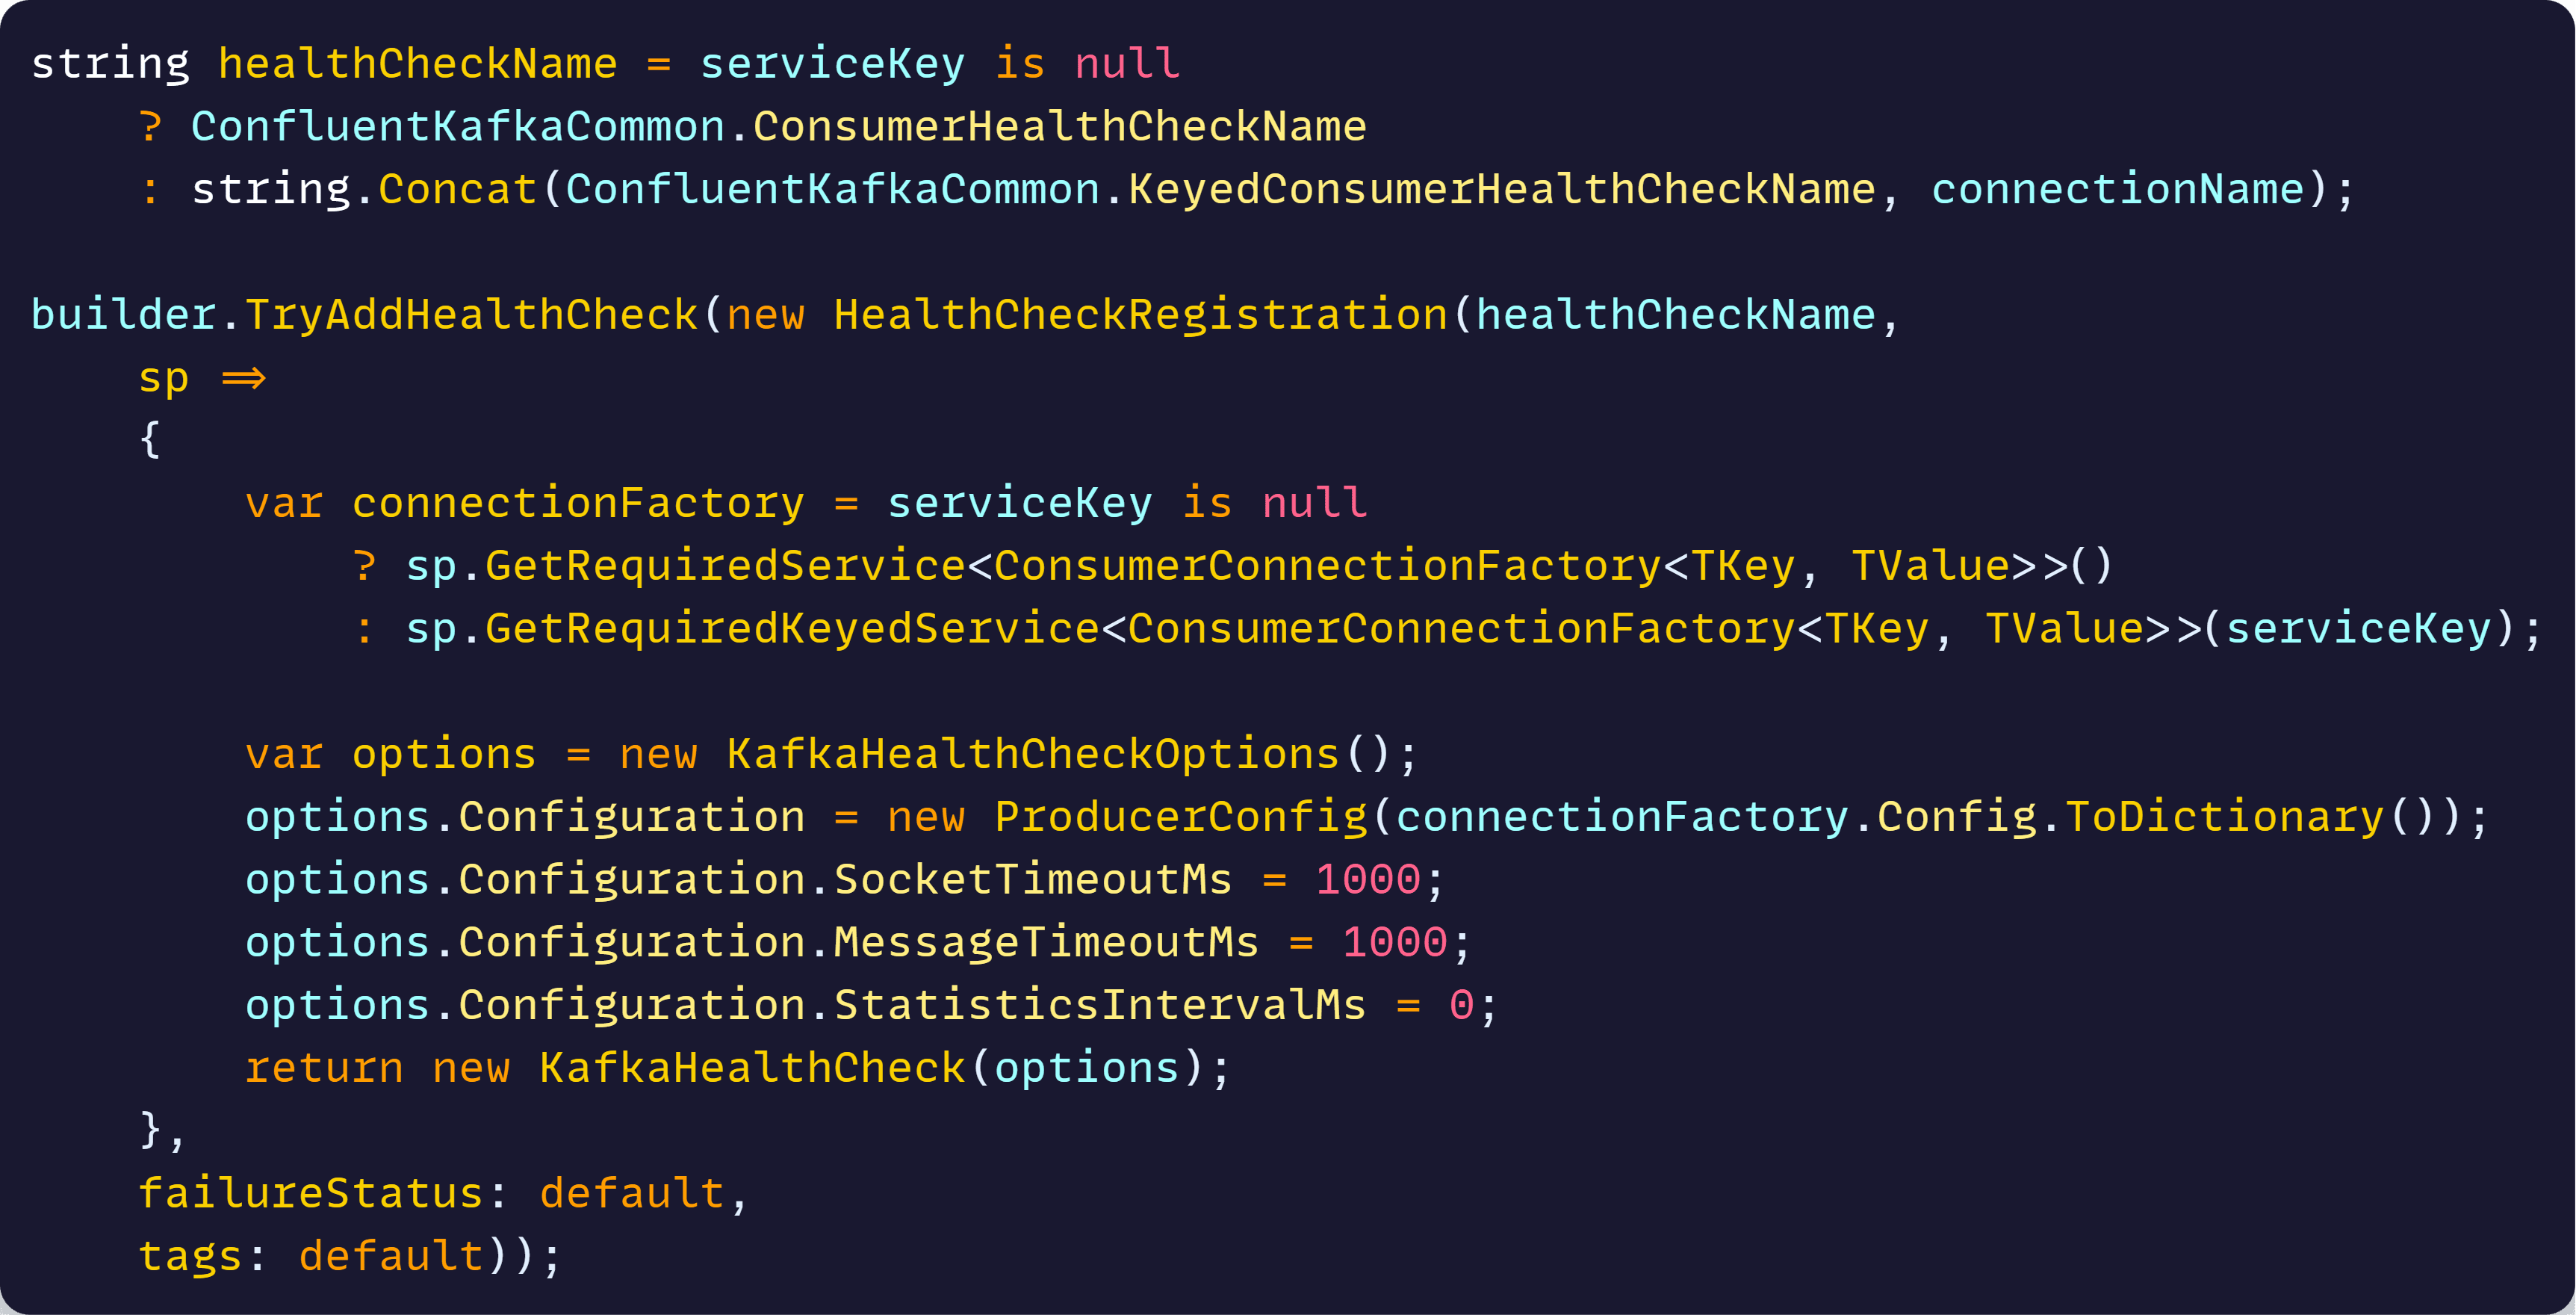 string healthCheckName = serviceKey is null
    ? ConfluentKafkaCommon.ConsumerHealthCheckName
    : string.Concat(ConfluentKafkaCommon.KeyedConsumerHealthCheckName, connectionName);

builder.TryAddHealthCheck(new HealthCheckRegistration(healthCheckName,
    sp =>
    {
        var connectionFactory = serviceKey is null
            ? sp.GetRequiredService<ConsumerConnectionFactory<TKey, TValue>>()
            : sp.GetRequiredKeyedService<ConsumerConnectionFactory<TKey, TValue>>(serviceKey);

        var options = new KafkaHealthCheckOptions();
        options.Configuration = new ProducerConfig(connectionFactory.Config.ToDictionary());
        options.Configuration.SocketTimeoutMs = 1000;
        options.Configuration.MessageTimeoutMs = 1000;
        options.Configuration.StatisticsIntervalMs = 0;
        return new KafkaHealthCheck(options);
    },
    failureStatus: default,
    tags: default));